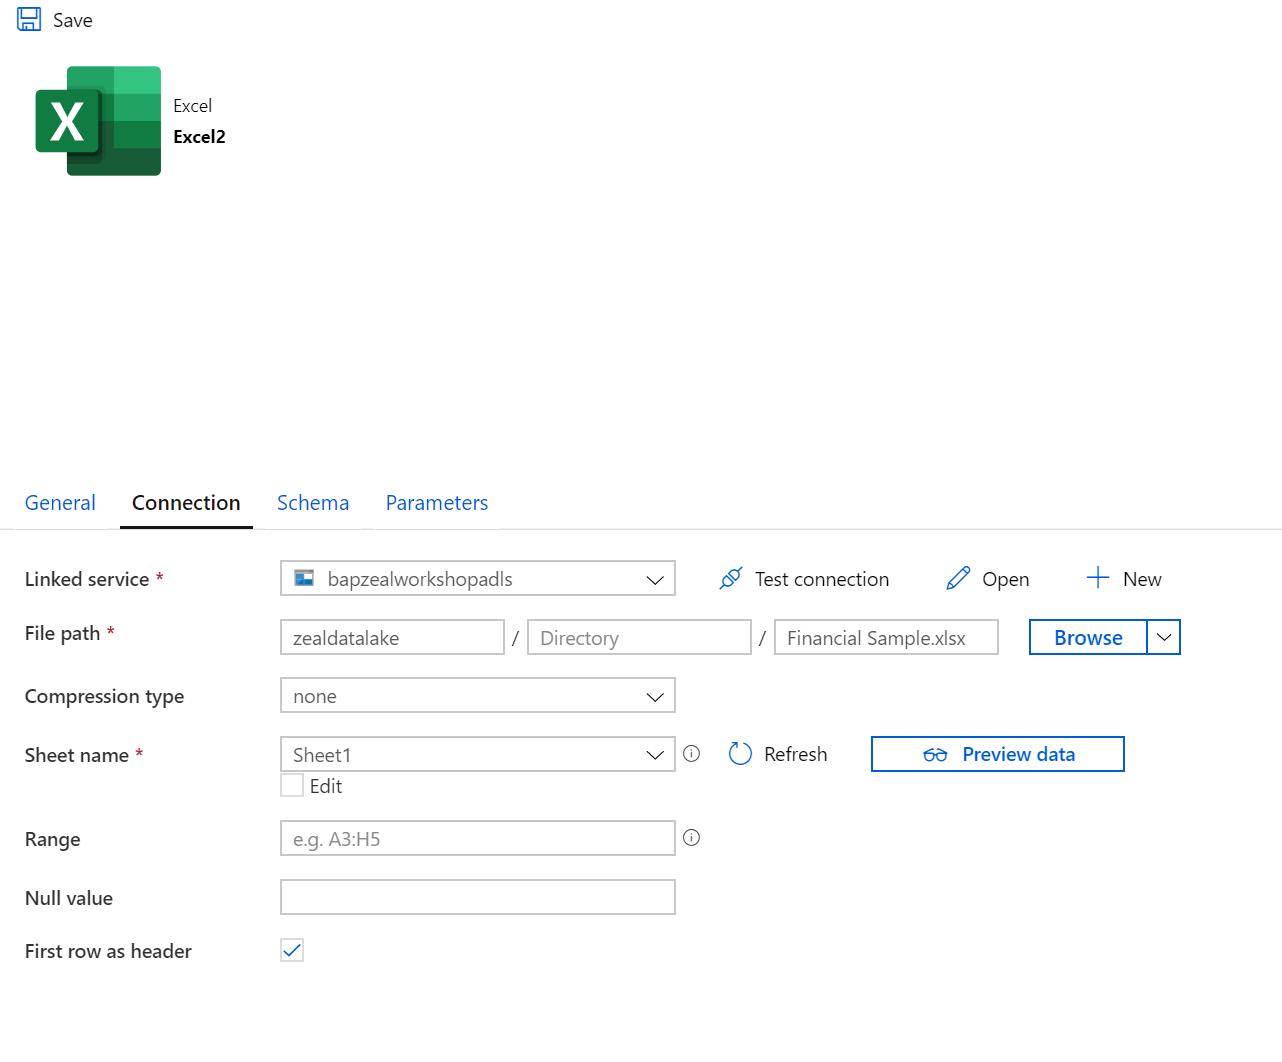 Save
X
Excel
Excel2
General Connection Schema Parameters
Linked service * bapzealworkshopadls Test connection Open New
File path * zealdatalake / Directory / Financial Sample.xlsx Browse
Compression type none
Sheet name * Sheet1 Refresh Preview data
Edit
Range e.g. A3:H5
Null value
First row as header